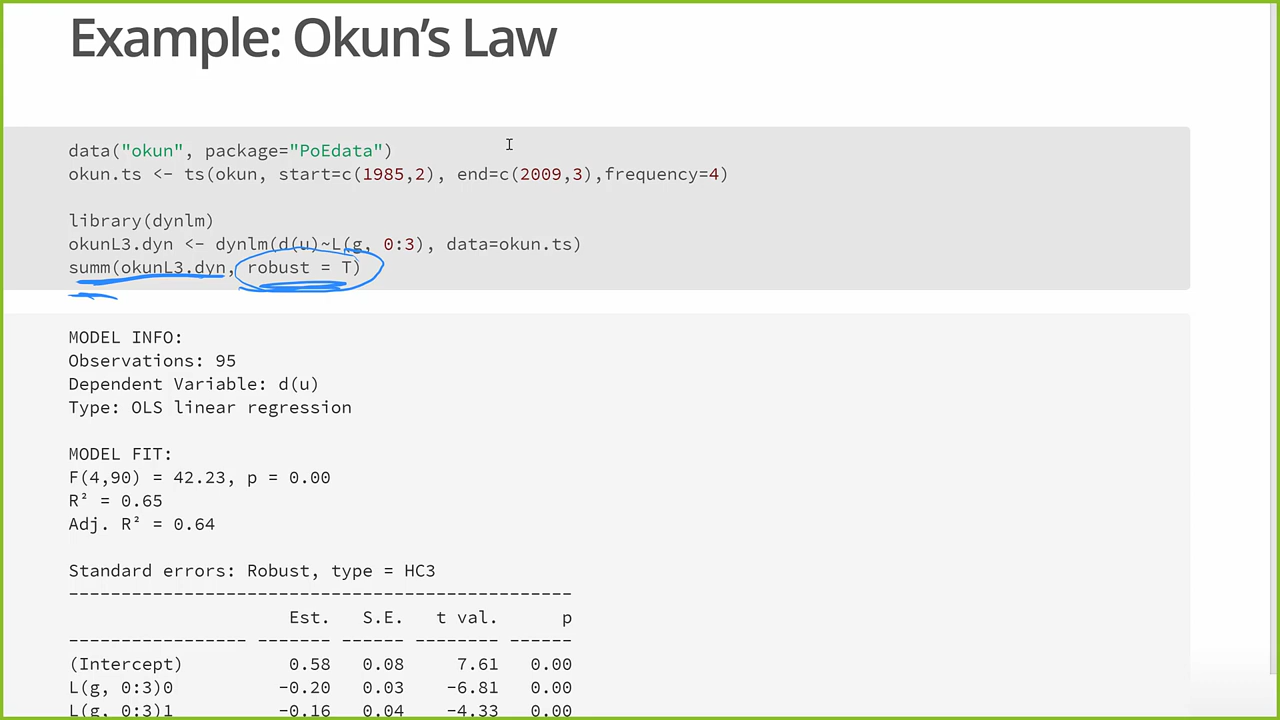 Example: Okun's Law
data("okun", package="PoEdata")
okun.ts <- ts(okun, start=c(1985,2), end=c(2009,3),frequency=4)
library(dynlm)
okunL3.dyn <- dynlm(d(u)~L(g, 0:3), data=okun.ts)
summ(okunL3.dyn, robust = T)
MODEL INFO:
Observations: 95
Dependent Variable: d(u)
Type: OLS linear regression
MODEL FIT:
F(4,90) = 42.23, p = 0.00
R² = 0.65
Adj. R² = 0.64
Standard errors: Robust, type = HC3
------------------------------------------------
Est. S.E. t val. p
----------------- ------- ------ -------- ------
(Intercept) 0.58 0.08 7.61 0.00
L(g, 0:3)0 -0.20 0.03 -6.81 0.00
L(g, 0:3)1 -0.16 0.04 -4.33 0.00